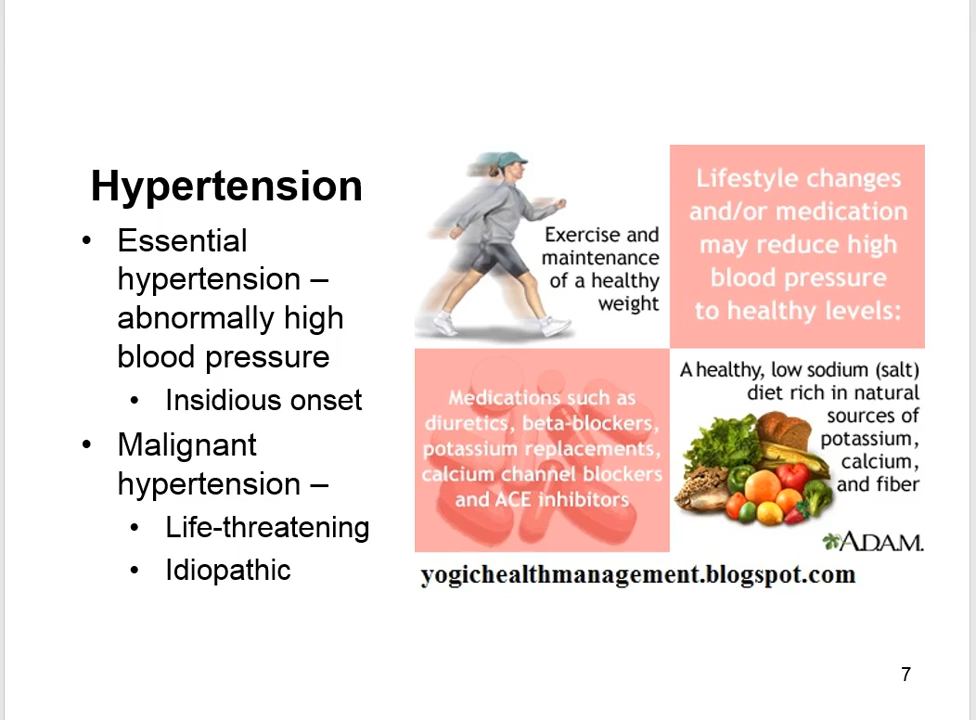 Hypertension
• Essential
hypertension –
abnormally high
blood pressure
• Insidious onset
• Malignant
hypertension –
• Life-threatening
• Idiopathic
Exercise and
maintenance
of a healthy
weight
Lifestyle changes
and/or medication
may reduce high
blood pressure
to healthy levels:
Medications such as
diuretics, beta-blockers,
potassium replacements,
calcium channel blockers
and ACE inhibitors
A healthy, low sodium (salt)
diet rich in natural
sources of
potassium,
calcium,
and fiber
A.D.A.M.
yogichealthmanagement.blogspot.com
7